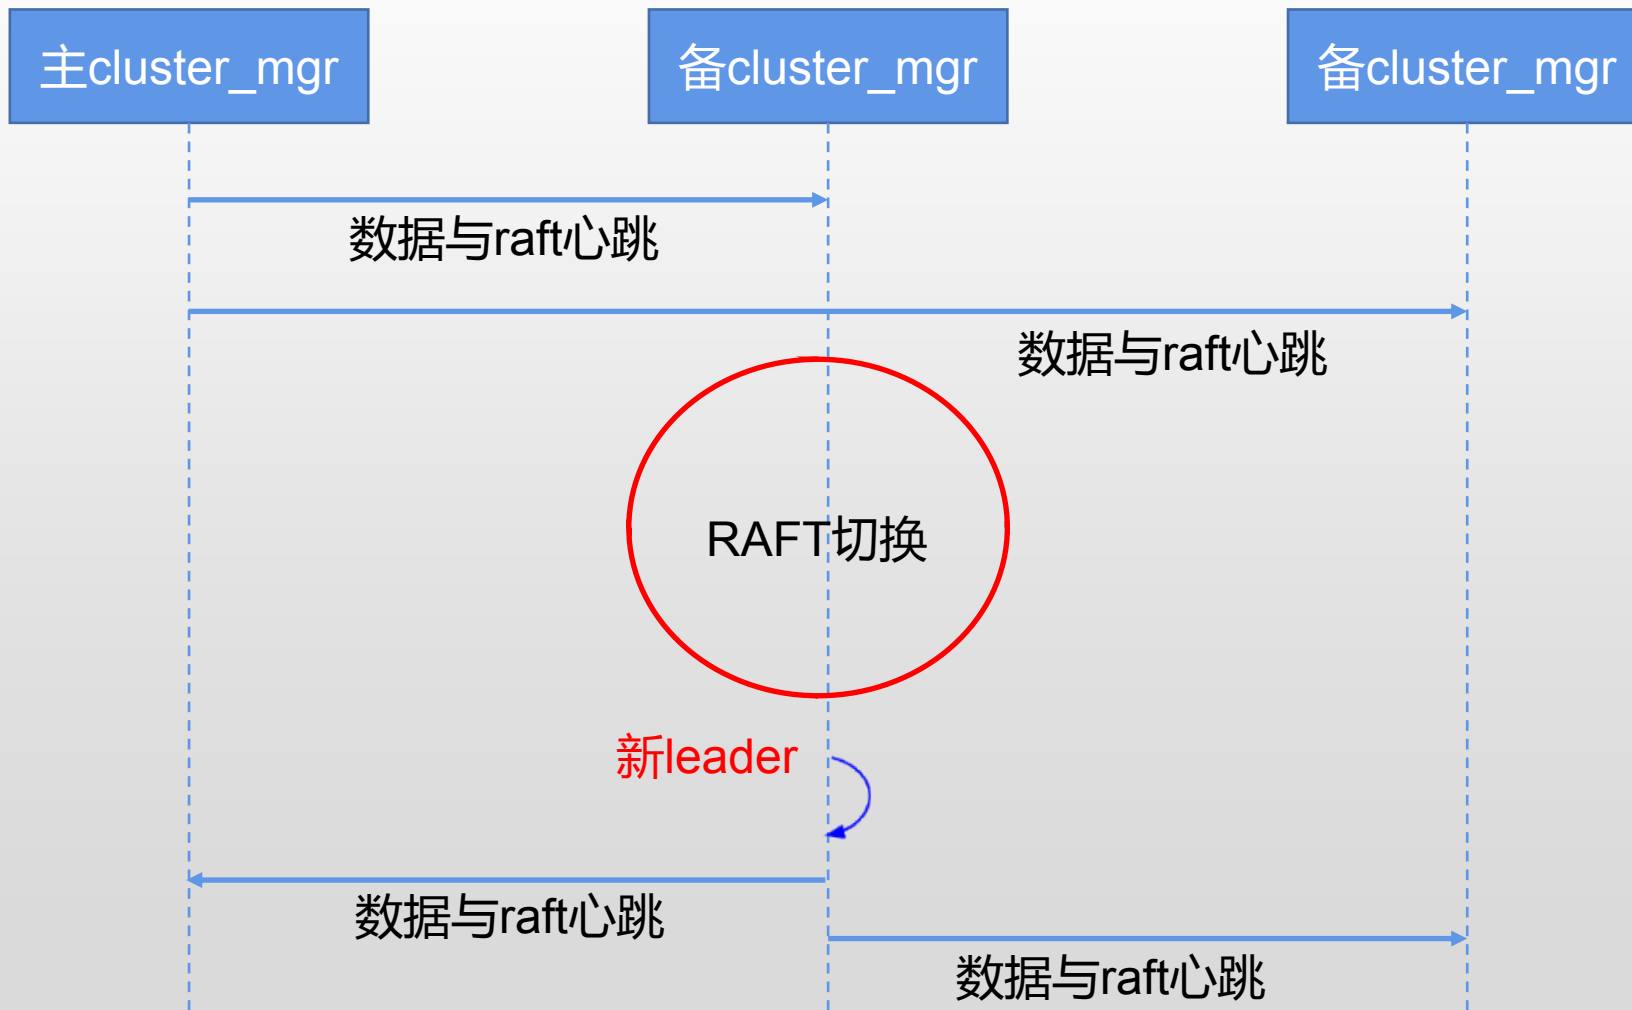 主cluster_mgr
备cluster_mgr
备cluster_mgr
数据与raft心跳
数据与raft心跳
RAFT切换
新leader
数据与raft心跳
数据与raft心跳